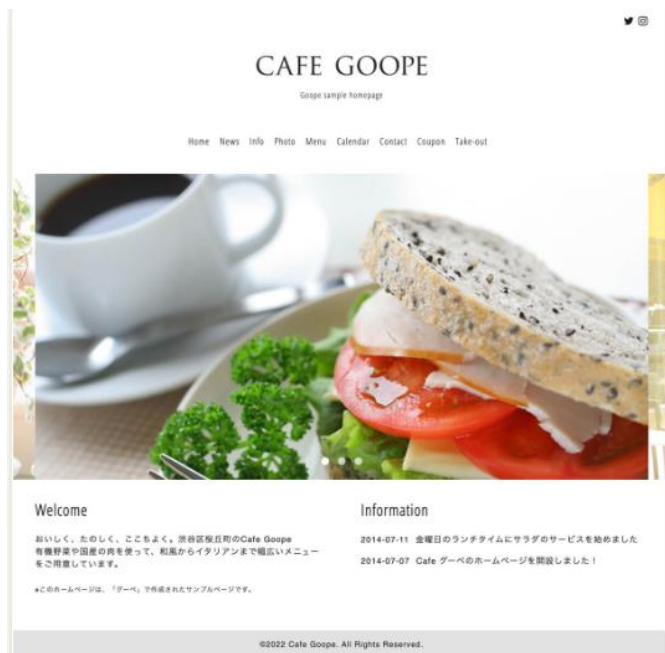 CAFE GOOPE
Goope sample homepage
Home News Info Photo Menu Calendar Contact Coupon Take-out
Welcome
おいしく、たのしく、ここちよく。渋谷区桜丘町のCafe Goope
有機野菜や国産の肉を使って、和風からイタリアンまで幅広いメニュー
をご用意しています。
*このホームページは、「グーペ」で作成されたサンプルページです。
Information
2014-07-11 金曜日のランチタイムにサラダのサービスを始めました
2014-07-07 Cafe グーペのホームページを開設しました！
©2022 Cafe Goope. All Rights Reserved.